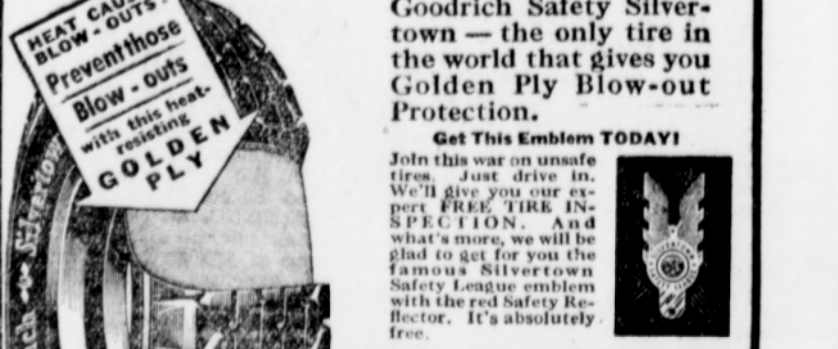 HEAT CAUSES
BLOW-OUTS!
Prevent those
Blow-outs
with this heat-
resisting
GOLDEN
PLY
Silvertown
Goodrich Safety Silver-
town — the only tire in
the world that gives you
Golden Ply Blow-out
Protection.
Get This Emblem TODAY!
Join this war on unsafe
tires. Just drive in.
We'll give you our ex-
pert FREE TIRE IN-
SPECTION. And
what's more, we will be
glad to get for you the
famous Silvertown
Safety League emblem
with the red Safety Re-
flector. It's absolutely
free.
SILVERTOWN
SAFETY LEAGUE